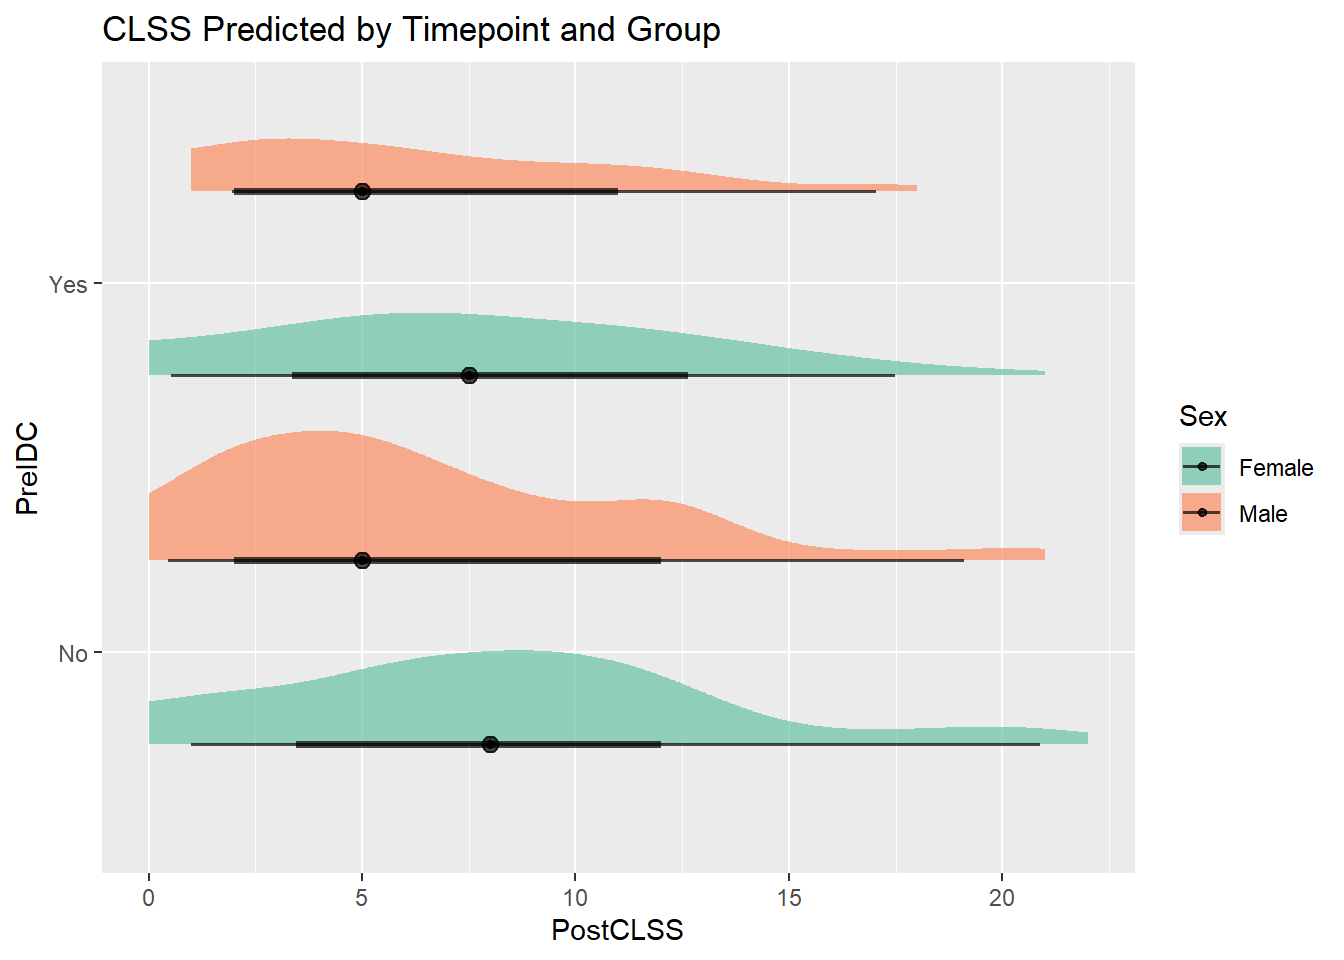 CLSS Predicted by Timepoint and Group
Yes
No
PreIDC
0 5 10 15 20
PostCLSS
Sex
Female
Male